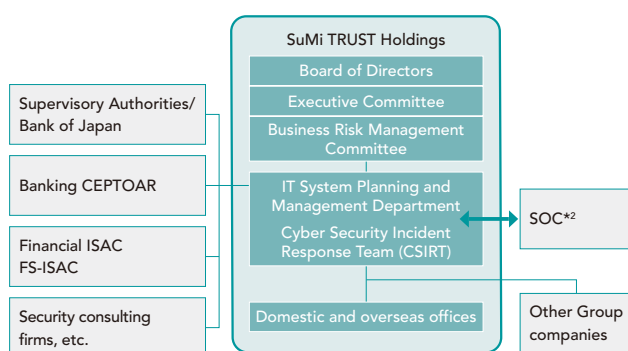 SuMi TRUST Holdings
Board of Directors
Executive Committee
Business Risk Management
Committee
IT System Planning and
Management Department
Cyber Security Incident
Response Team (CSIRT)
Domestic and overseas offices
Supervisory Authorities/
Bank of Japan
Banking CEPTOAR
Financial ISAC
FS-ISAC
Security consulting
firms, etc.
SOC*2
Other Group
companies